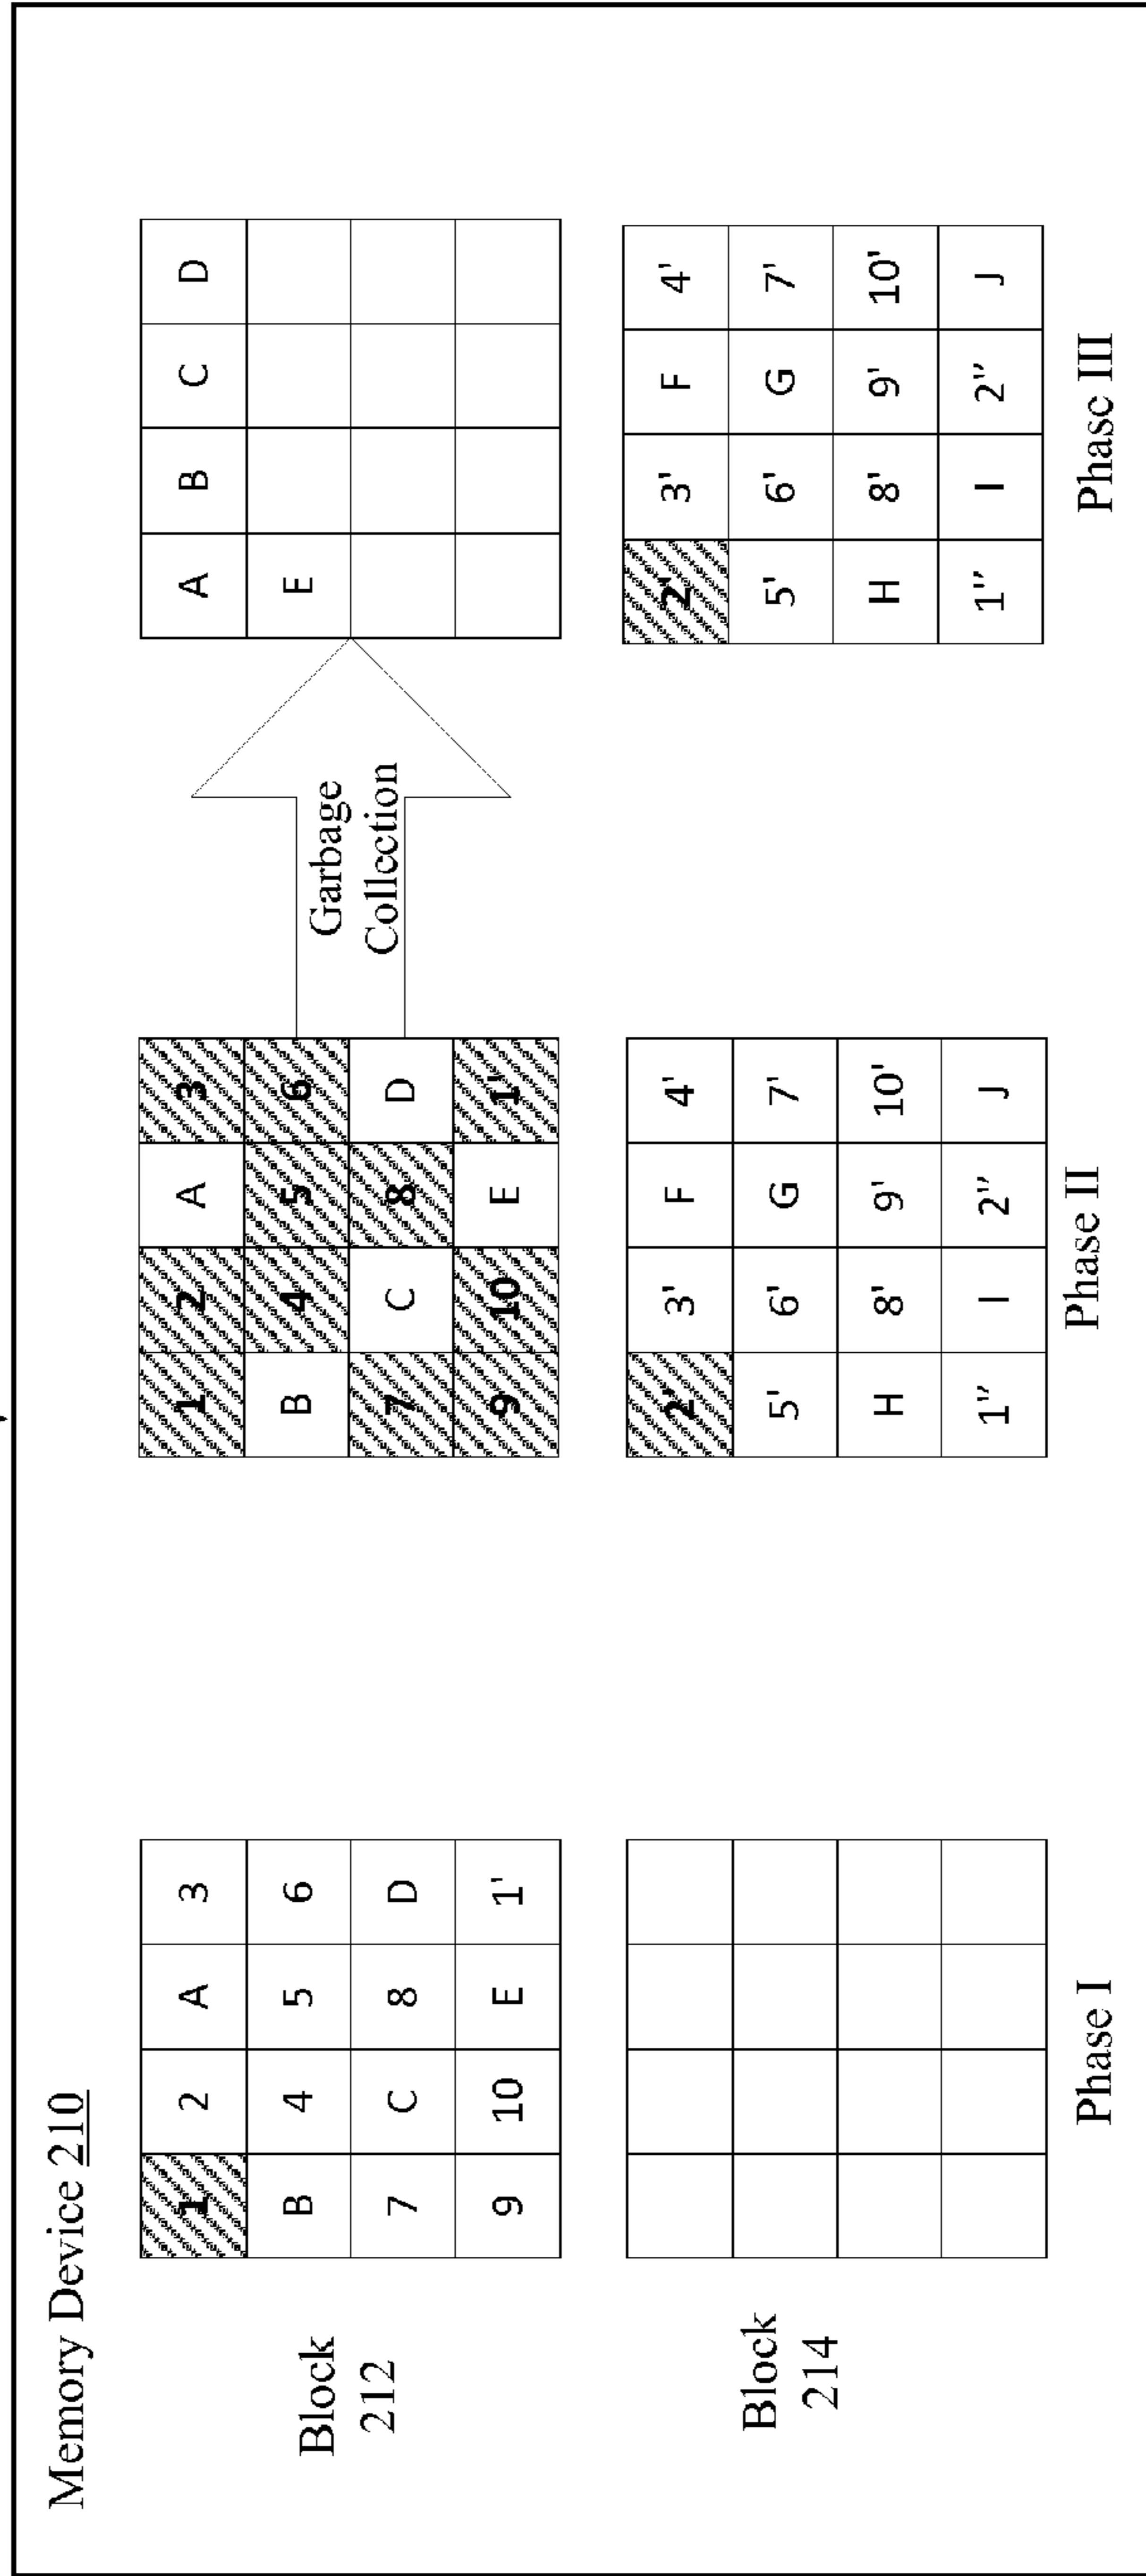 Memory Device 210
Block
212
1 2 A 3
B 4 5 6
7 C 8 D
9 10 E 1'
1 2 A 3
B 4 5 6
7 C 8 D
9 10 E 1'
Garbage
Collection
A B C D
E
Block
214
2' 3' F 4'
5' 6' G 7'
H 8' 9' 10'
1" I 2" J
2' 3' F 4'
5' 6' G 7'
H 8' 9' 10'
1" I 2" J
Phase I
Phase II
Phase III